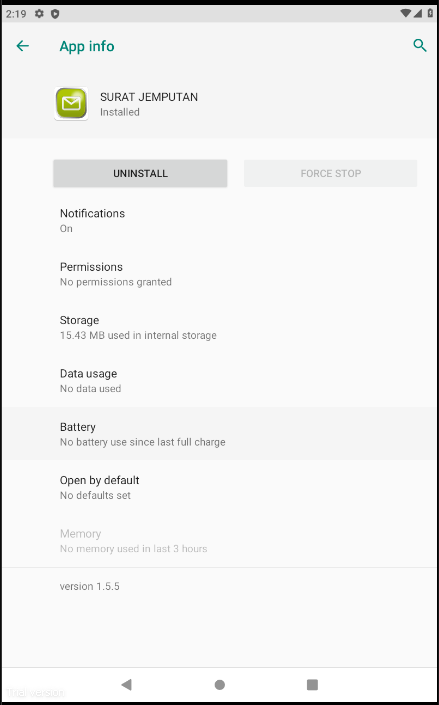 2:19
App info
SURAT JEMPUTAN
Installed
UNINSTALL
FORCE STOP
Notifications
On
Permissions
No permissions granted
Storage
15.43 MB used in internal storage
Data usage
No data used
Battery
No battery use since last full charge
Open by default
No defaults set
Memory
No memory used in last 3 hours
version 1.5.5
Trial version